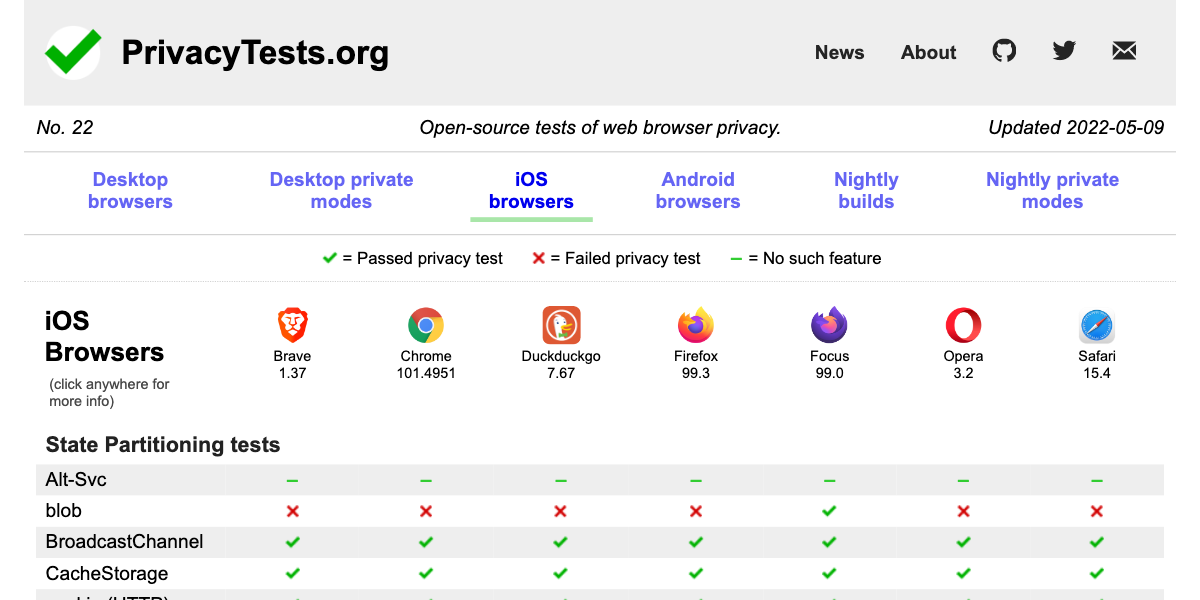 PrivacyTests.org
News About
No. 22 Open-source tests of web browser privacy. Updated 2022-05-09
Desktop browsers Desktop private modes iOS browsers Android browsers Nightly builds Nightly private modes
✓ = Passed privacy test ✗ = Failed privacy test – = No such feature
iOS Browsers
(click anywhere for more info)
Brave 1.37
Chrome 101.4951
Duckduckgo 7.67
Firefox 99.3
Focus 99.0
Opera 3.2
Safari 15.4
State Partitioning tests
Alt-Svc – – – – – – –
blob ✗ ✗ ✗ ✗ ✓ ✗ ✗
BroadcastChannel ✓ ✓ ✓ ✓ ✓ ✓ ✓
CacheStorage ✓ ✓ ✓ ✓ ✓ ✓ ✓